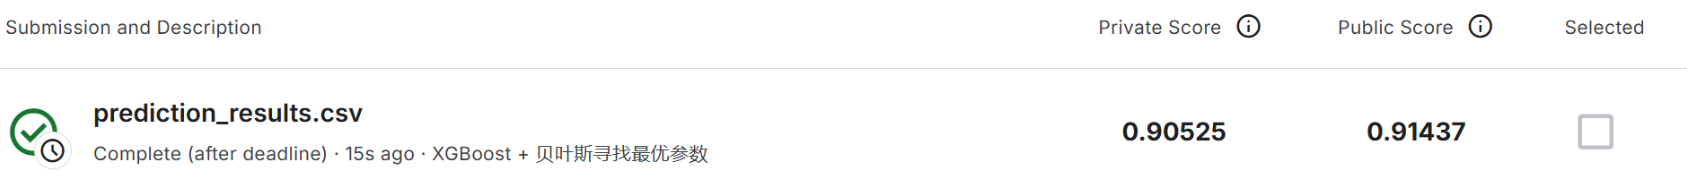 Submission and Description Private Score Public Score Selected
prediction_results.csv 0.90525 0.91437
Complete (after deadline) · 15s ago · XGBoost + 贝叶斯寻找最优参数